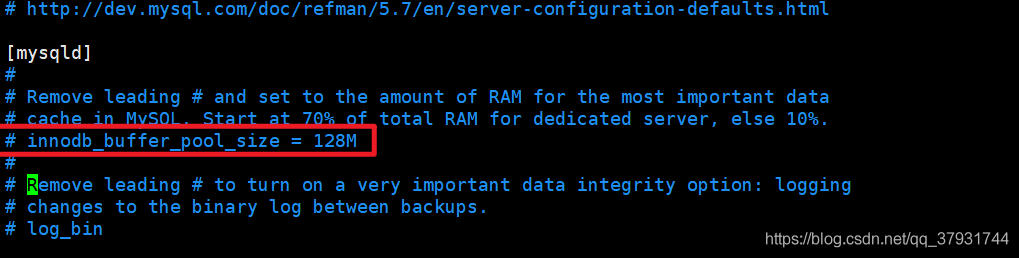 # http://dev.mysql.com/doc/refman/5.7/en/server-configuration-defaults.html
[mysqld]
#
# Remove leading # and set to the amount of RAM for the most important data
# cache in MySQL. Start at 70% of total RAM for dedicated server, else 10%.
# innodb_buffer_pool_size = 128M
#
# Remove leading # to turn on a very important data integrity option: logging
# changes to the binary log between backups.
# log_bin
https://blog.csdn.net/qq_37931744